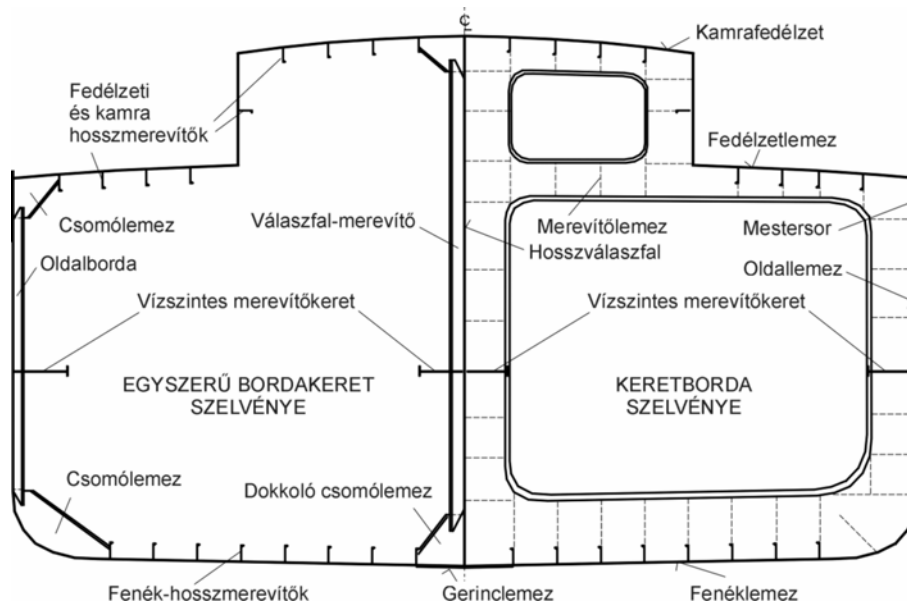 ℄
Kamrafedélzet
Fedélzeti
és kamra
hosszmerevítők
Fedélzetlemez
Csomólemez
Válaszfal-merevítő
Merevítőlemez
Mestersor
Hosszválaszfal
Oldalborda
Oldallemez
Vízszintes merevítőkeret
Vízszintes merevítőkeret
EGYSZERŰ BORDAKERET
SZELVÉNYE
KERETBORDA
SZELVÉNYE
Csomólemez
Dokkoló csomólemez
Fenék-hosszmerevítők
Gerinclemez
Fenéklemez